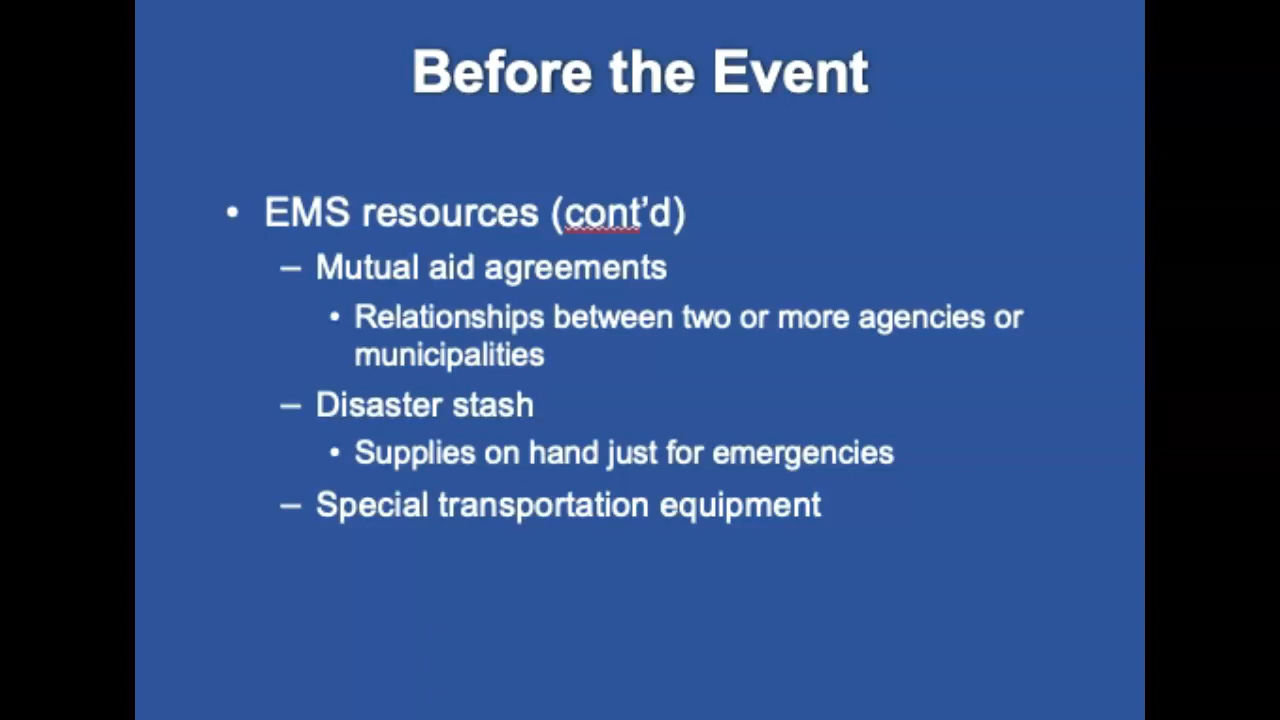 Before the Event
• EMS resources (cont’d)
– Mutual aid agreements
• Relationships between two or more agencies or
municipalities
– Disaster stash
• Supplies on hand just for emergencies
– Special transportation equipment